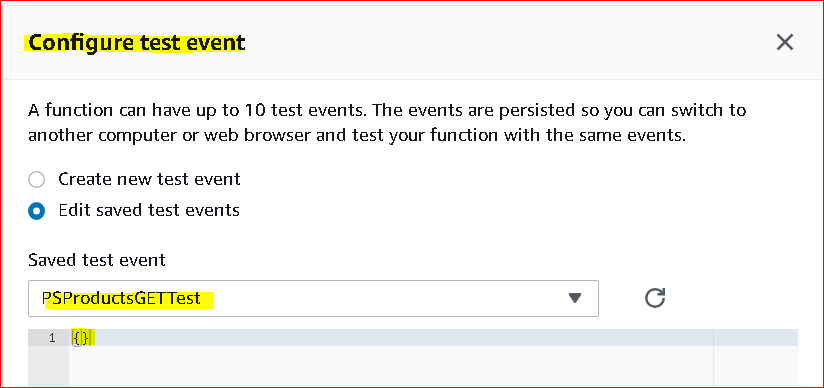 Configure test event
A function can have up to 10 test events. The events are persisted so you can switch to
another computer or web browser and test your function with the same events.
Create new test event
Edit saved test events
Saved test event
PSProductsGETTest
1 {}